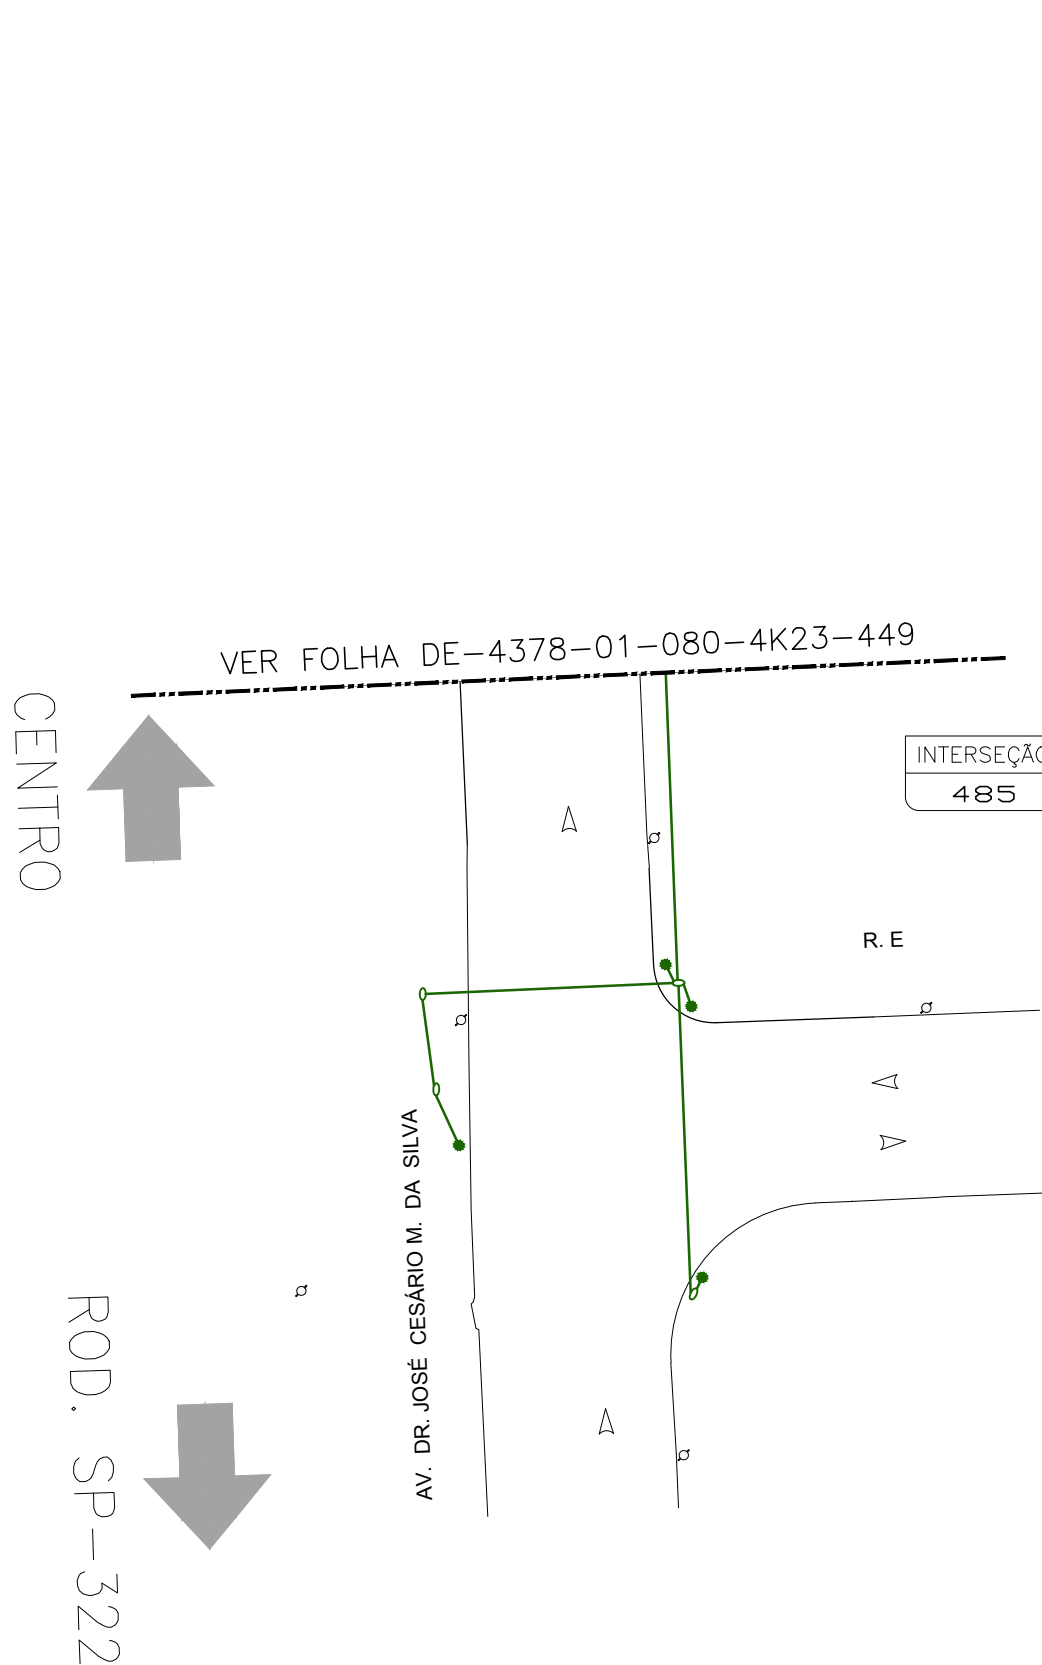 VER FOLHA DE-4378-01-080-4K23-449
CENTRO
INTERSEÇÃO
485
R. E
AV. DR. JOSÉ CESÁRIO M. DA SILVA
ROD. SP-322